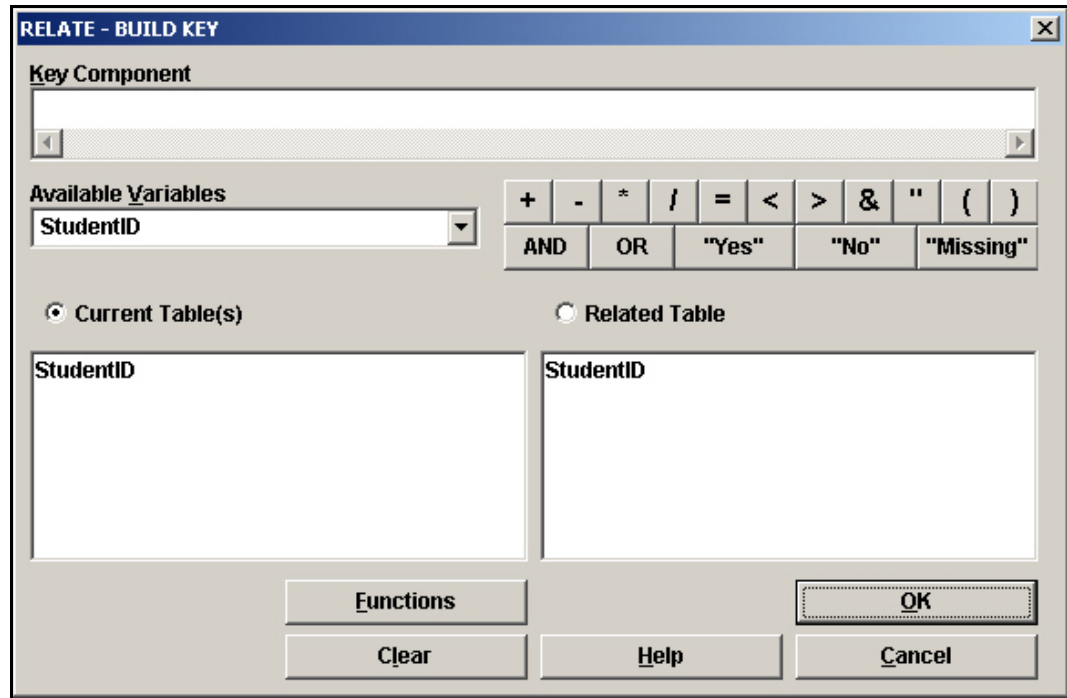 RELATE - BUILD KEY
Key Component
Available Variables
StudentID
+ - * / = < > & " ( )
AND OR "Yes" "No" "Missing"
Current Table(s) Related Table
StudentID StudentID
Functions OK
Clear Help Cancel